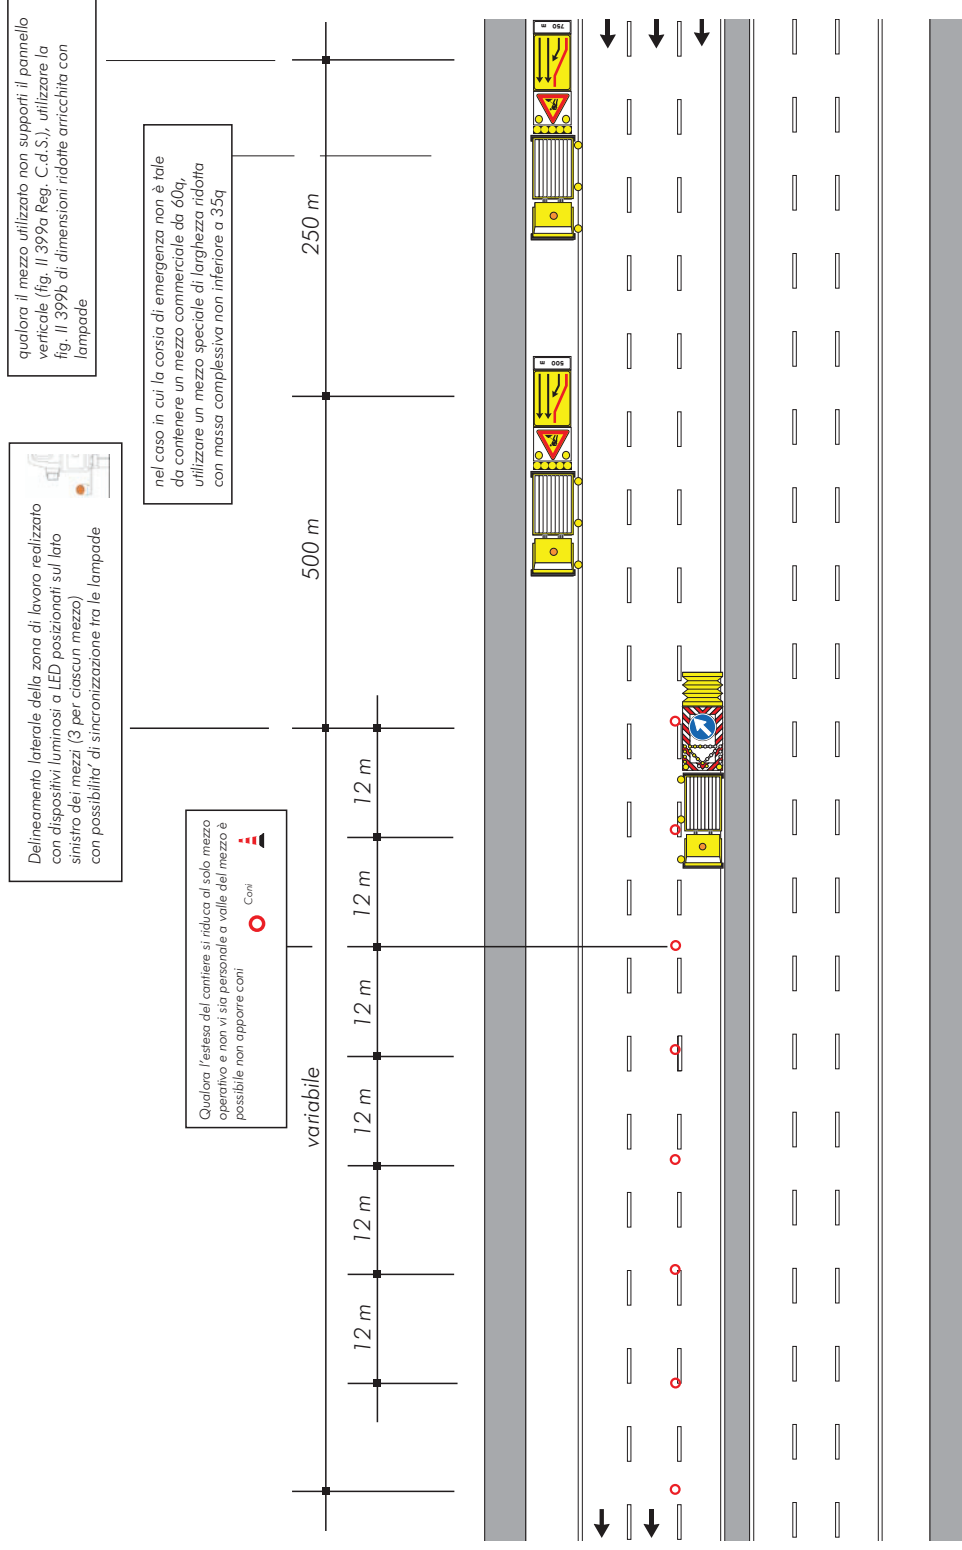 qualora il mezzo utilizzato non supporti il pannello
verticale (fig. II 399a Reg. C.d.S.), utilizzare la
fig. II 399b di dimensioni ridotte arricchita con
lampade
nel caso in cui la corsia di emergenza non è tale
da contenere un mezzo commerciale da 60q,
utilizzare un mezzo speciale di larghezza ridotta
con massa complessiva non inferiore a 35q
Delineamento laterale della zona di lavoro realizzato
con dispositivi luminosi a LED posizionati sul lato
sinistro dei mezzi (3 per ciascun mezzo)
con possibilita' di sincronizzazione tra le lampade
Qualora l'estesa del cantiere si riduca al solo mezzo
operativo e non vi sia personale a valle del mezzo è
possibile non apporre coni
Coni
250 m
500 m
variabile
12 m
12 m
12 m
12 m
12 m
12 m
750 m
500 m